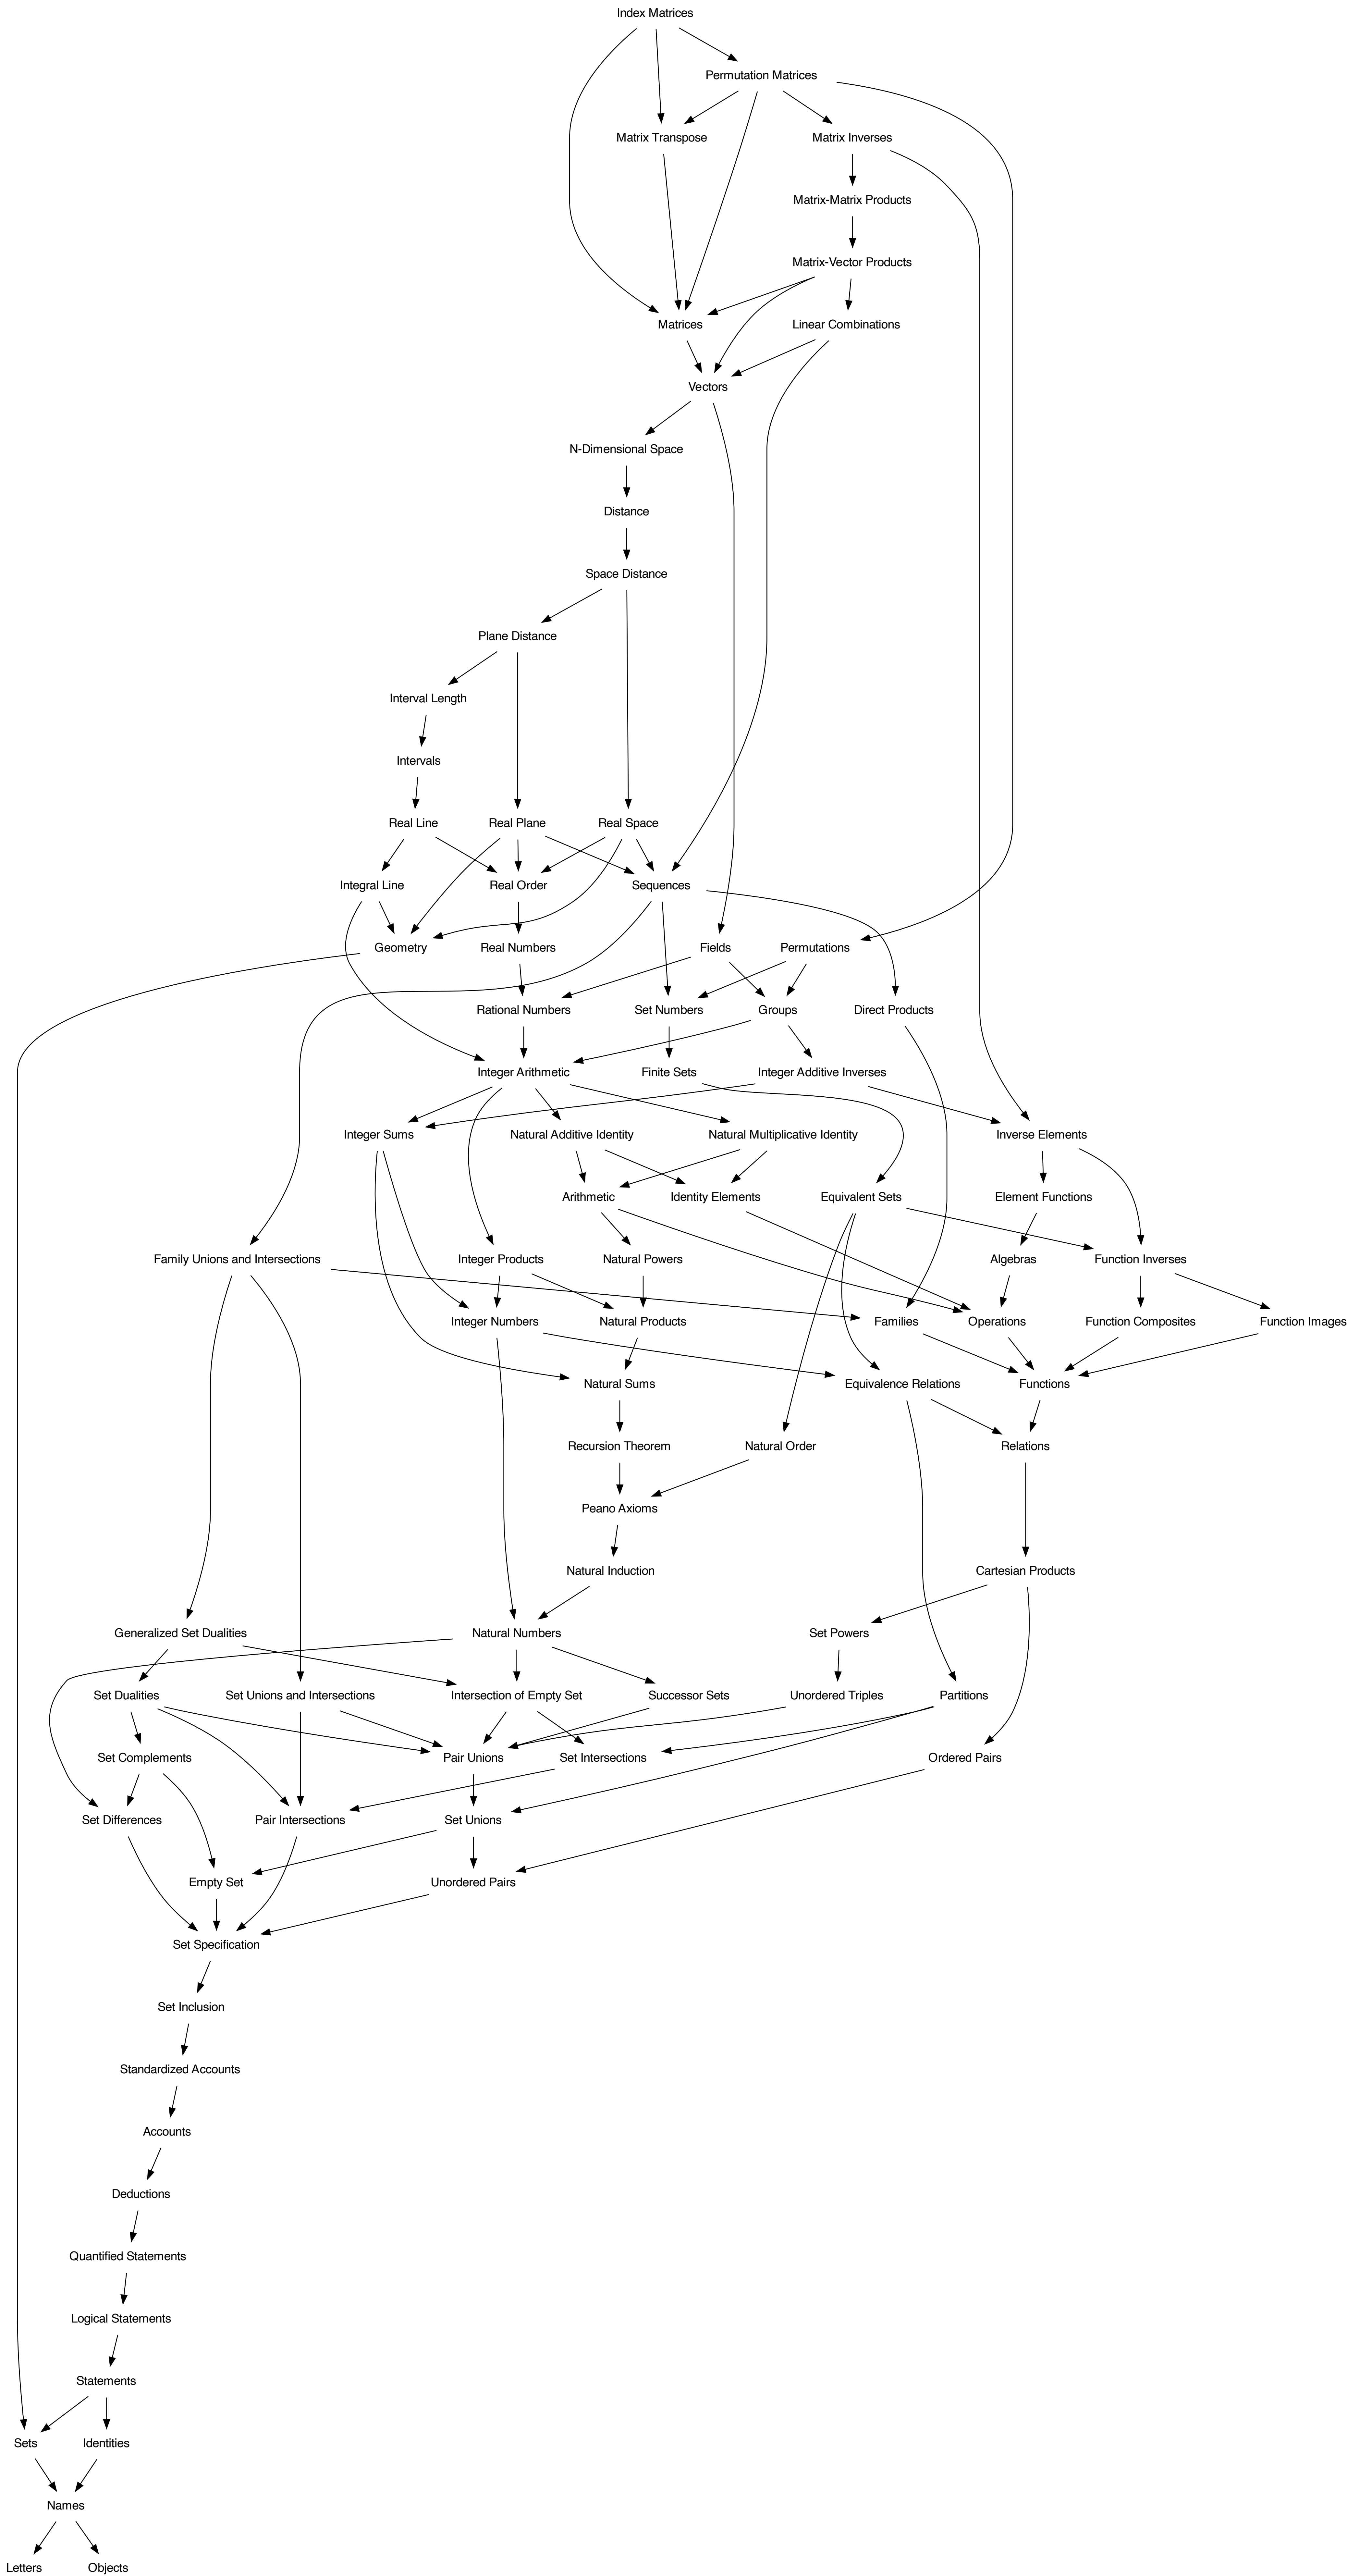 Index Matrices
Permutation Matrices
Matrix Transpose
Matrix Inverses
Matrix-Matrix Products
Matrix-Vector Products
Matrices
Linear Combinations
Vectors
N-Dimensional Space
Distance
Space Distance
Plane Distance
Interval Length
Intervals
Real Line
Real Plane
Real Space
Integral Line
Real Order
Sequences
Geometry
Real Numbers
Fields
Permutations
Rational Numbers
Set Numbers
Groups
Direct Products
Integer Arithmetic
Finite Sets
Integer Additive Inverses
Integer Sums
Natural Additive Identity
Natural Multiplicative Identity
Inverse Elements
Arithmetic
Identity Elements
Equivalent Sets
Element Functions
Family Unions and Intersections
Integer Products
Natural Powers
Algebras
Function Inverses
Integer Numbers
Natural Products
Families
Operations
Function Composites
Function Images
Natural Sums
Equivalence Relations
Functions
Recursion Theorem
Natural Order
Relations
Peano Axioms
Natural Induction
Cartesian Products
Generalized Set Dualities
Natural Numbers
Set Powers
Set Dualities
Set Unions and Intersections
Intersection of Empty Set
Successor Sets
Unordered Triples
Partitions
Set Complements
Pair Unions
Set Intersections
Ordered Pairs
Set Differences
Pair Intersections
Set Unions
Empty Set
Unordered Pairs
Set Specification
Set Inclusion
Standardized Accounts
Accounts
Deductions
Quantified Statements
Logical Statements
Statements
Sets
Identities
Names
Letters
Objects